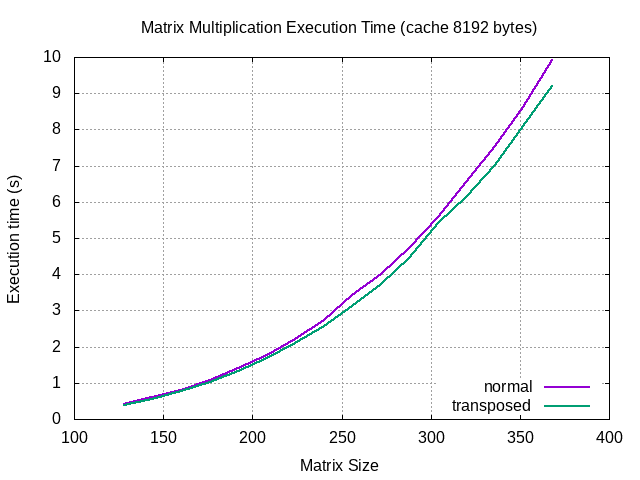 Matrix Multiplication Execution Time (cache 8192 bytes)
10
9
8
7
6
5
4
3
2
1
0
Execution time (s)
normal
transposed
100 150 200 250 300 350 400
Matrix Size